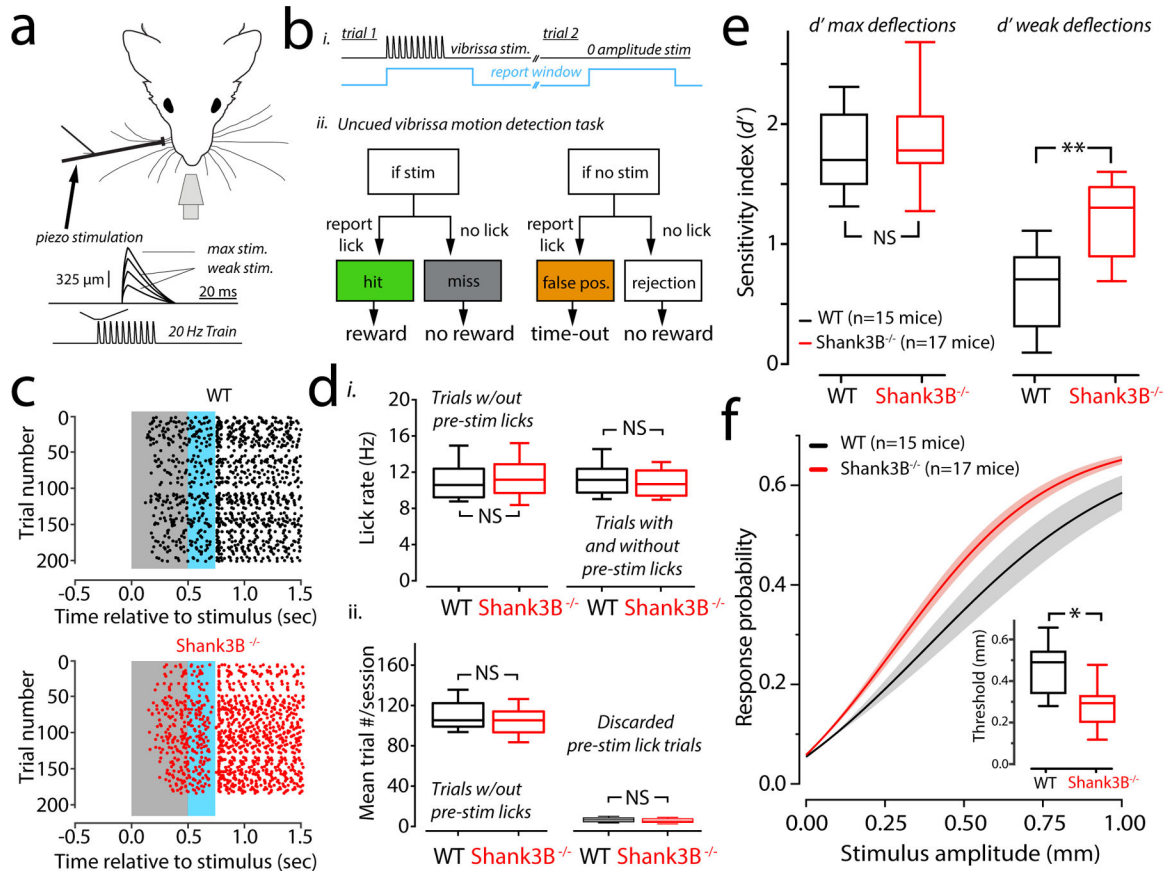 a
piezo stimulation
max stim.
weak stim.
325 µm
20 ms
20 Hz Train
b
i.
trial 1
vibrissa stim.
trial 2
0 amplitude stim
report window
ii. Uncued vibrissa motion detection task
if stim
if no stim
report lick
no lick
report lick
no lick
hit
miss
false pos.
rejection
reward
no reward
time-out
no reward
c
WT
Trial number
0
50
100
150
200
-0.5 0 0.5 1.0 1.5
Time relative to stimulus (sec)
Shank3B-/-
Trial number
0
50
100
150
200
-0.5 0 0.5 1.0 1.5
Time relative to stimulus (sec)
d
i.
Lick rate (Hz)
20
16
12
8
4
0
Trials w/out
pre-stim licks
NS
NS
Trials with
and without
pre-stim licks
WT Shank3B-/-
WT Shank3B-/-
ii.
Mean trial #/session
160
120
80
40
0
NS
Trials w/out
pre-stim licks
Discarded
pre-stim lick trials
NS
WT Shank3B-/-
WT Shank3B-/-
e
d' max deflections
d' weak deflections
Sensitivity index (d')
2
1
0
NS
**
WT (n=15 mice)
Shank3B-/- (n=17 mice)
WT Shank3B-/-
WT Shank3B-/-
f
WT (n=15 mice)
Shank3B-/- (n=17 mice)
Response probability
0.6
0.4
0.2
0.0
0.00 0.25 0.50 0.75 1.00
Stimulus amplitude (mm)
Threshold (mm)
0.6
0.4
0.2
0.0
*
WT Shank3B-/-